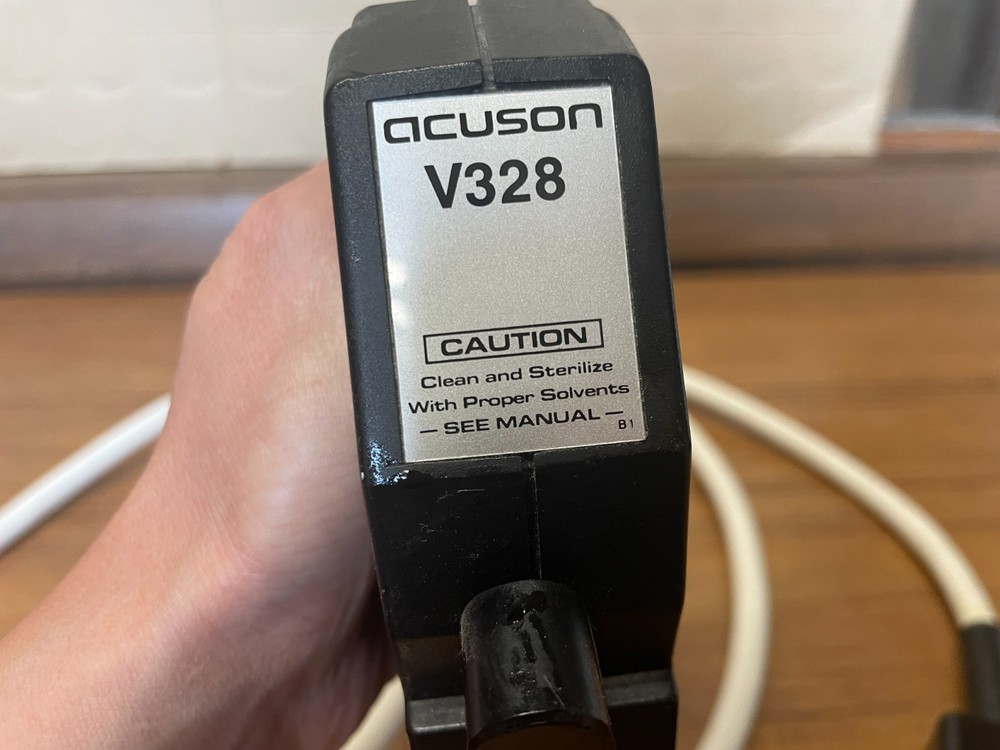 acuson
V328
CAUTION
Clean and Sterilize
With Proper Solvents
— SEE MANUAL —
B1